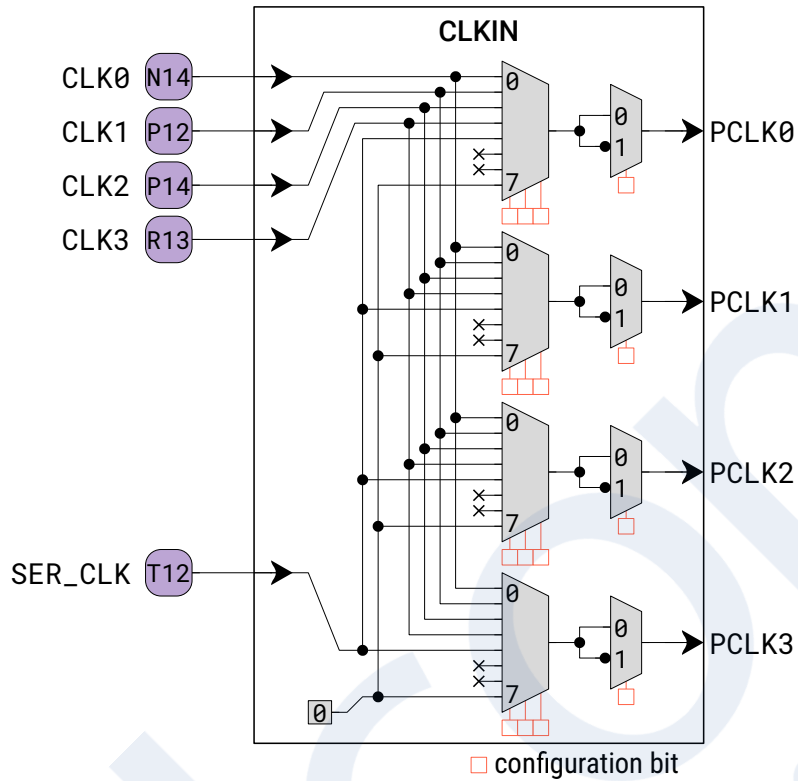 CLKIN
CLK0 N14
0
0
1
PCLK0
CLK1 P12
CLK2 P14
7
CLK3 R13
0
0
1
PCLK1
7
0
0
1
PCLK2
7
SER_CLK T12
0
0
1
PCLK3
7
0
configuration bit